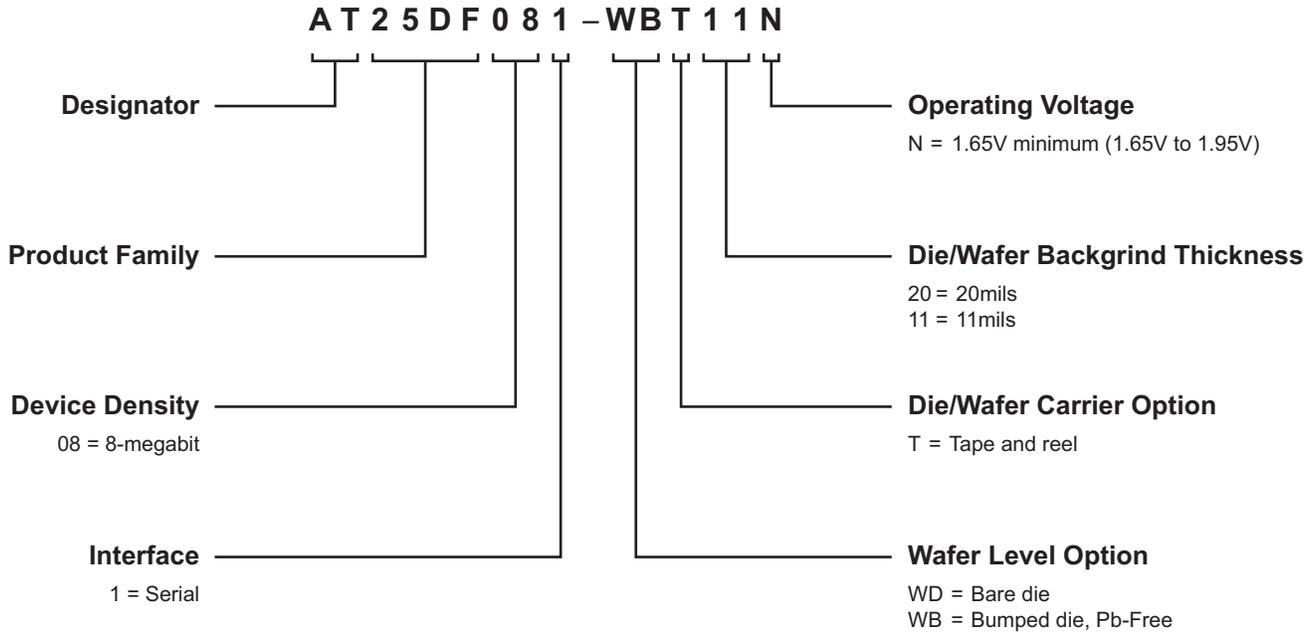 AT25DF081–WBT11N
Designator
Operating Voltage
N = 1.65V minimum (1.65V to 1.95V)
Product Family
Die/Wafer Backgrind Thickness
20 = 20mils
11 = 11mils
Device Density
08 = 8-megabit
Die/Wafer Carrier Option
T = Tape and reel
Interface
1 = Serial
Wafer Level Option
WD = Bare die
WB = Bumped die, Pb-Free